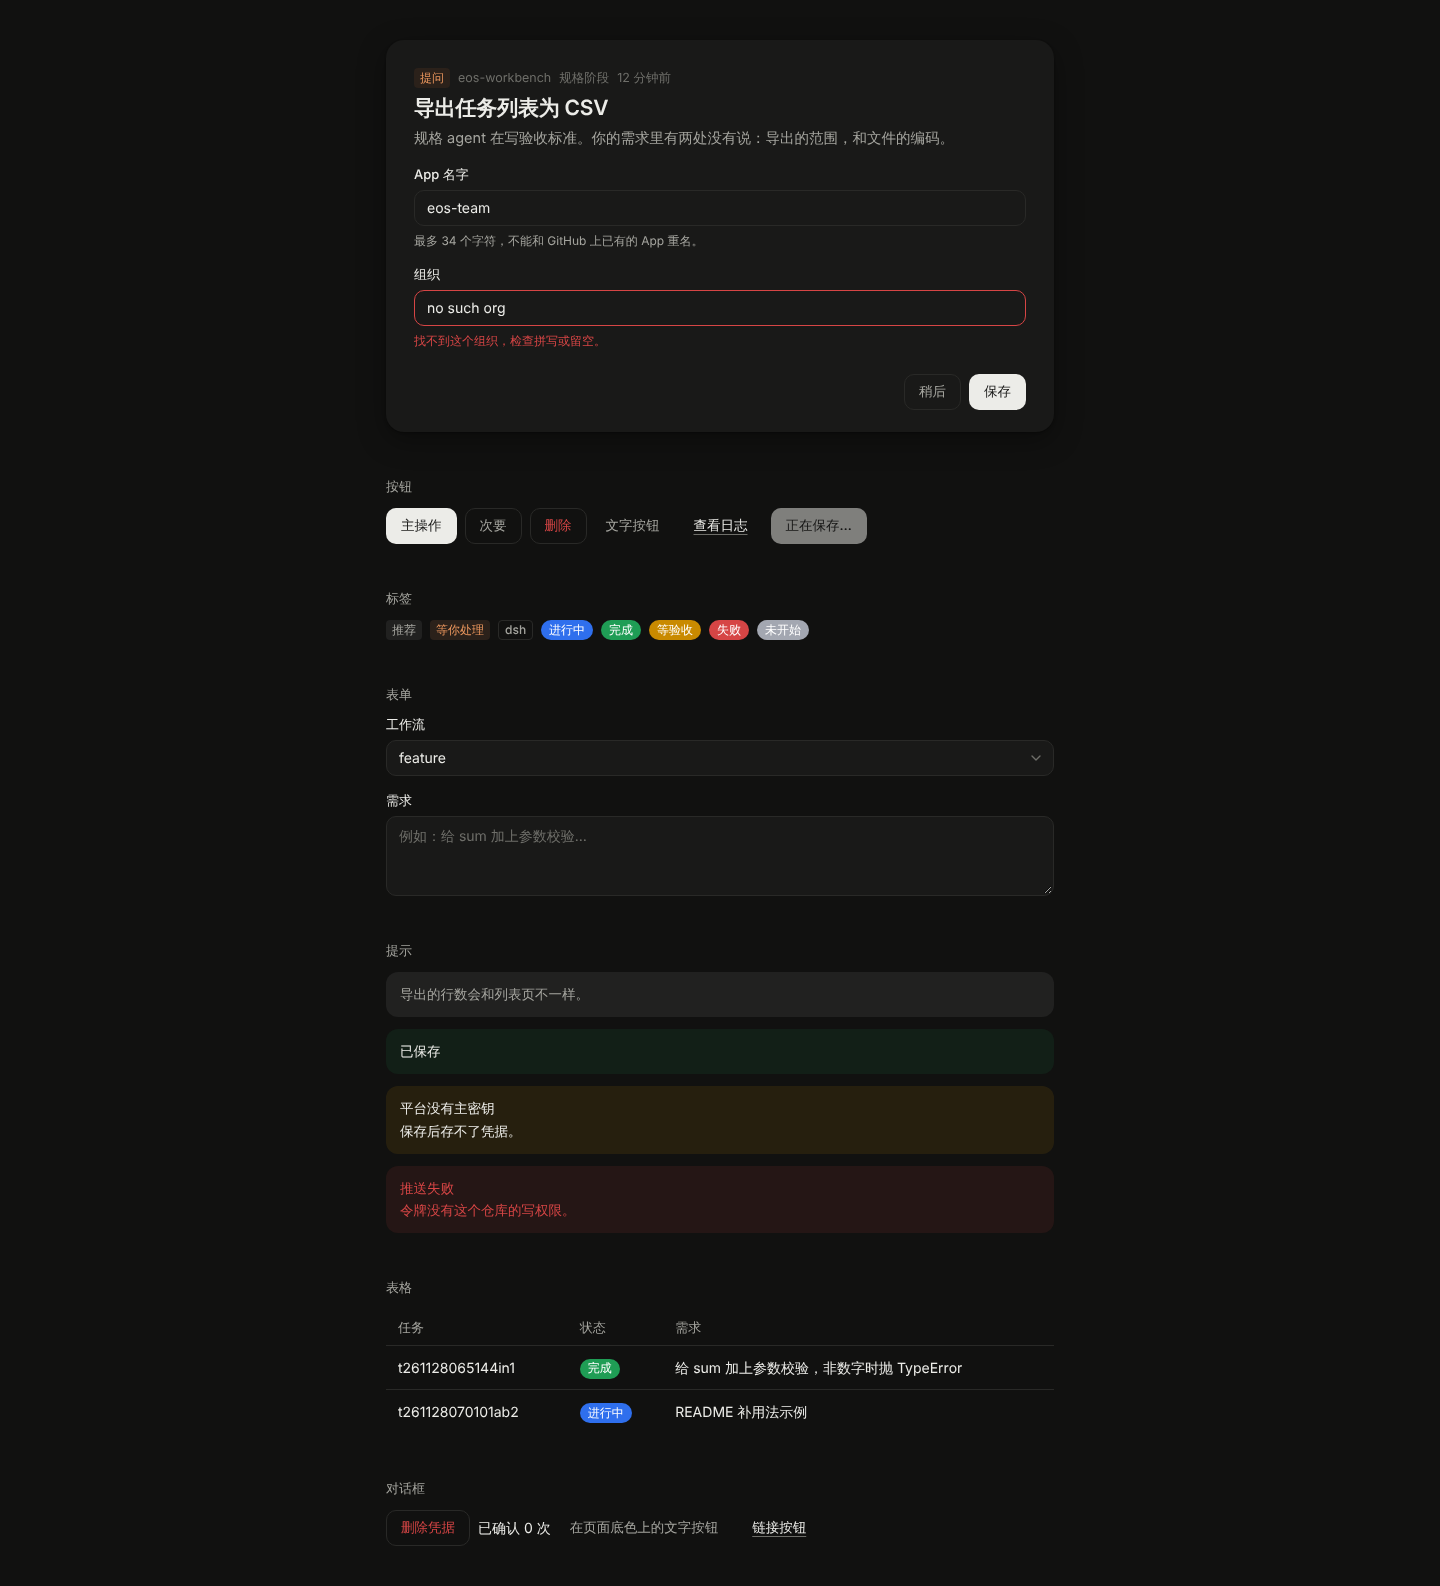 提问 eos-workbench 规格阶段 12 分钟前
导出任务列表为 CSV
规格 agent 在写验收标准。你的需求里有两处没有说：导出的范围，和文件的编码。
App 名字
eos-team
最多 34 个字符，不能和 GitHub 上已有的 App 重名。
组织
no such org
找不到这个组织，检查拼写或留空。
稍后 保存
按钮
主操作 次要 删除 文字按钮 查看日志 正在保存…
标签
推荐 等你处理 dsh 进行中 完成 等验收 失败 未开始
表单
工作流
feature
需求
例如：给 sum 加上参数校验…
提示
导出的行数会和列表页不一样。
已保存
平台没有主密钥
保存后存不了凭据。
推送失败
令牌没有这个仓库的写权限。
表格
任务 状态 需求
t261128065144in1 完成 给 sum 加上参数校验，非数字时抛 TypeError
t261128070101ab2 进行中 README 补用法示例
对话框
删除凭据 已确认 0 次 在页面底色上的文字按钮 链接按钮